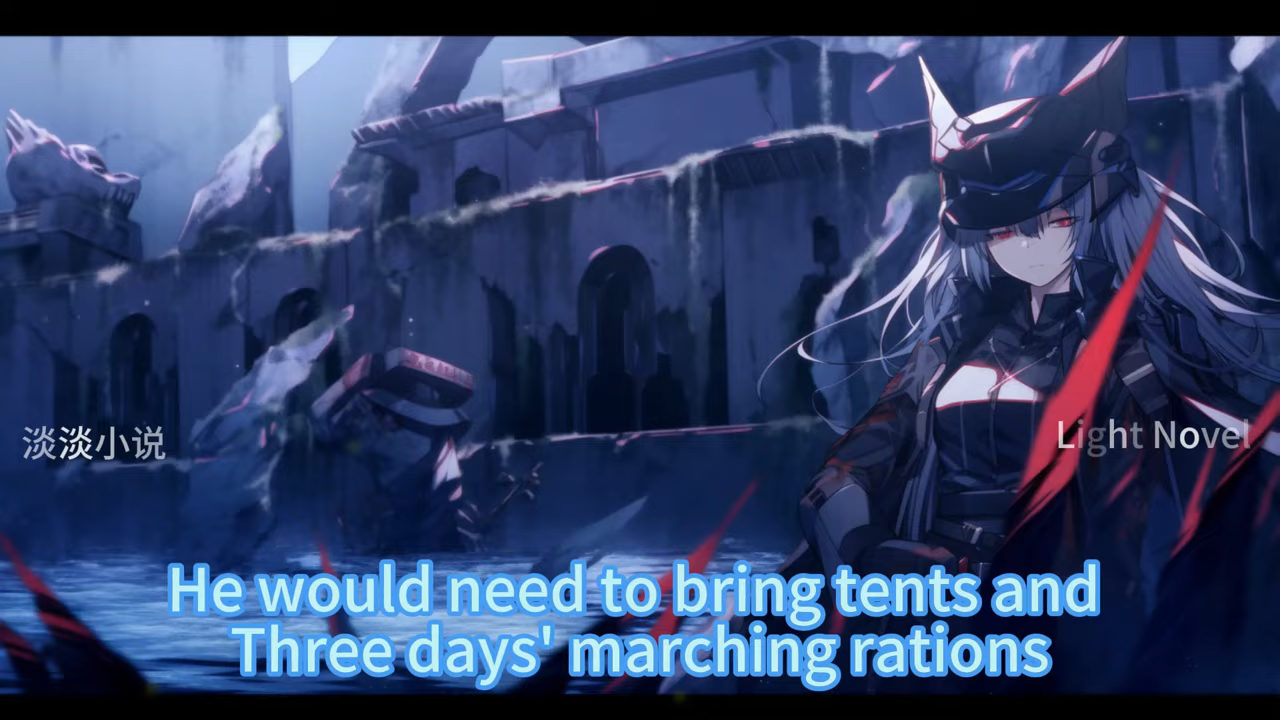 淡淡小说
Light Novel
He would need to bring tents and
Three days' marching rations